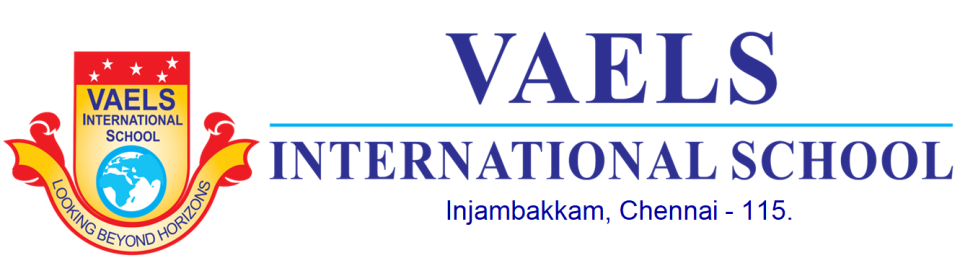 VAELS
INTERNATIONAL
SCHOOL
LOOKING BEYOND HORIZONS
VAELS
INTERNATIONAL SCHOOL
Injambakkam, Chennai - 115.